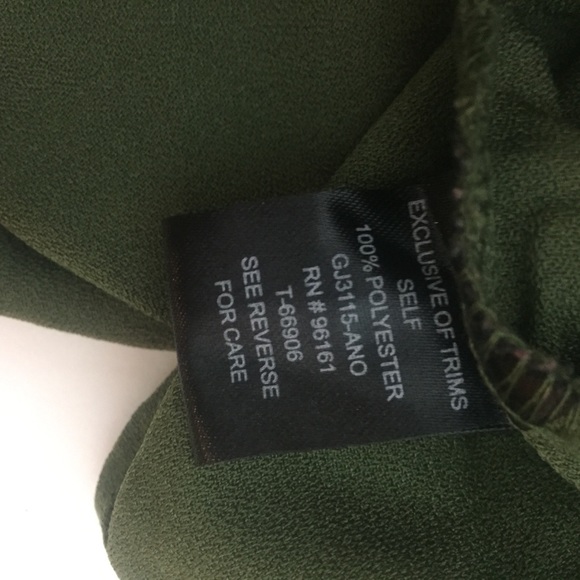 EXCLUSIVE OF TRIMS
SELF
100% POLYESTER
GJ3115-ANO
RN # 96161
T-66906
SEE REVERSE
FOR CARE